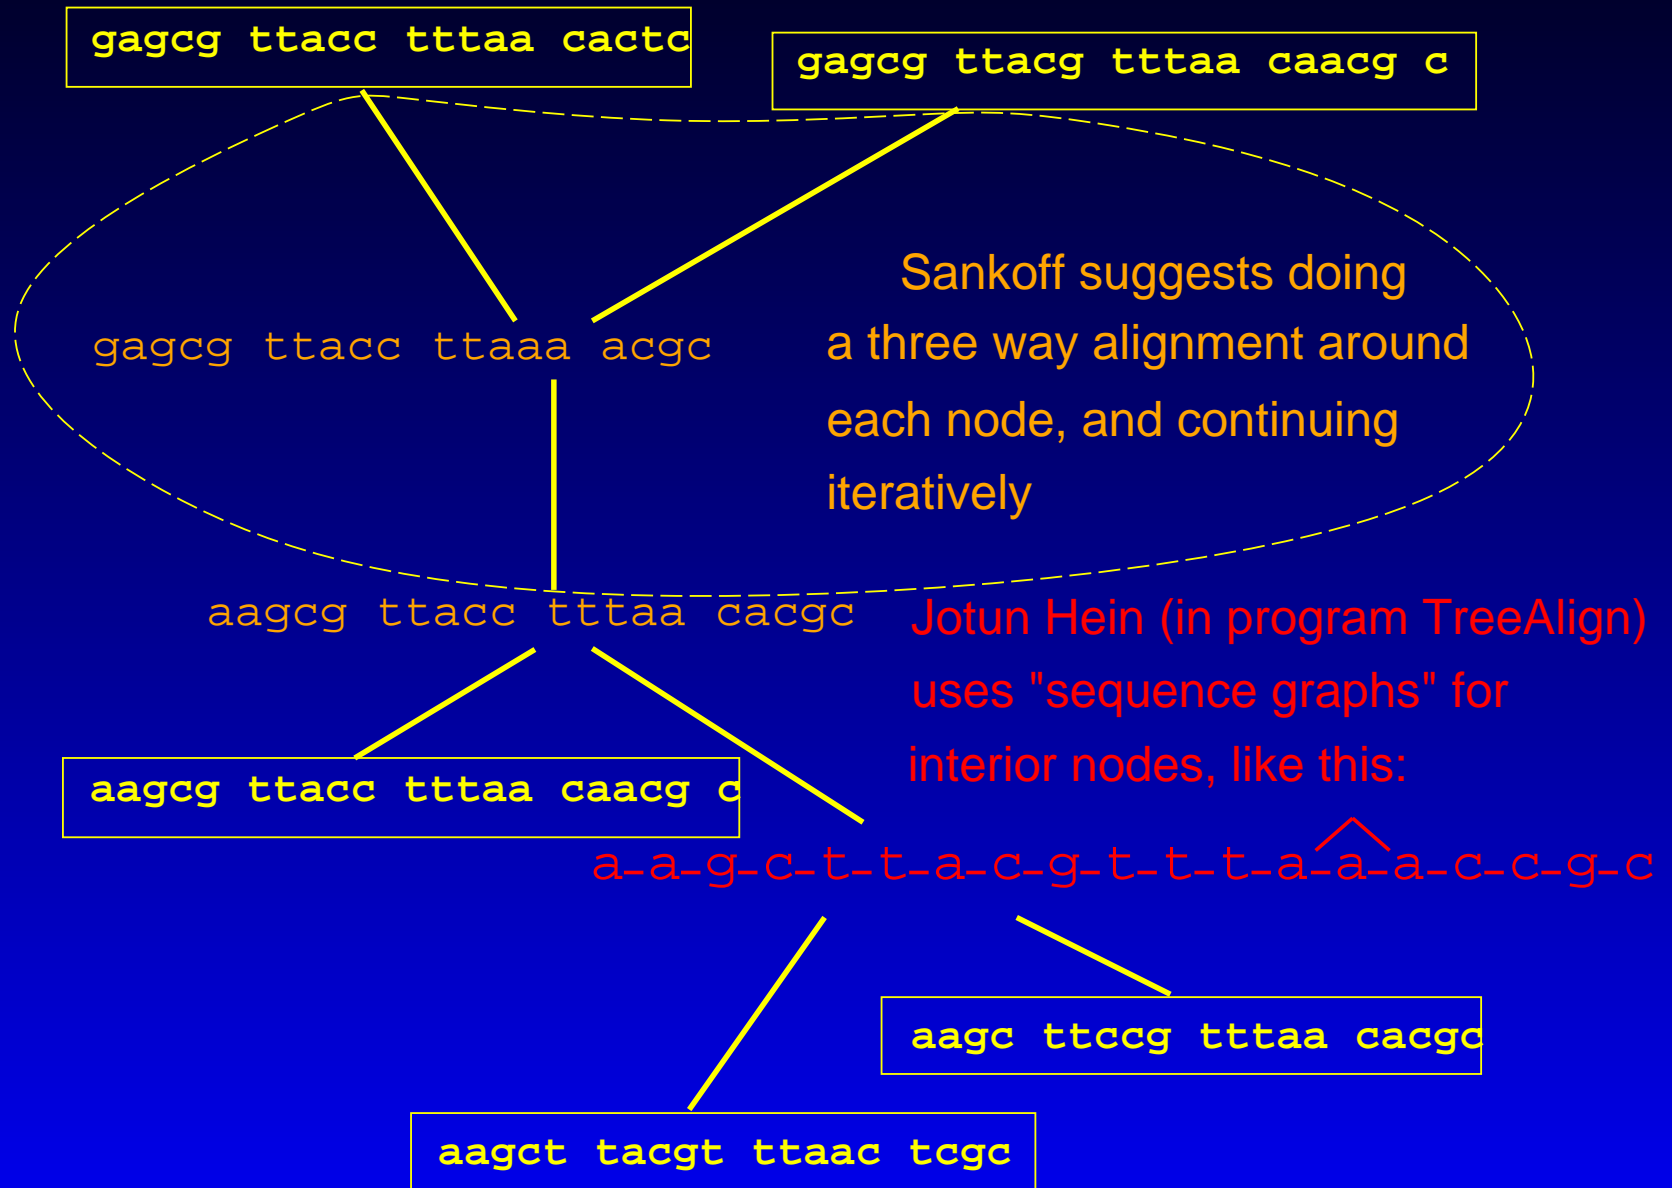 gagcg ttacc tttaa cactc
gagcg ttacg tttaa caacg c
Sankoff suggests doing
a three way alignment around
each node, and continuing
iteratively
gagcg ttacc ttaaa acgc
aagcg ttacc tttaa cacgc
Jotun Hein (in program TreeAlign)
uses "sequence graphs" for
interior nodes, like this:
aagcg ttacc tttaa caacg c
a-a-g-c-t-t-a-c-g-t-t-t-a-a-a-c-c-g-c
aagc ttccg tttaa cacgc
aagct tacgt ttaac tcgc